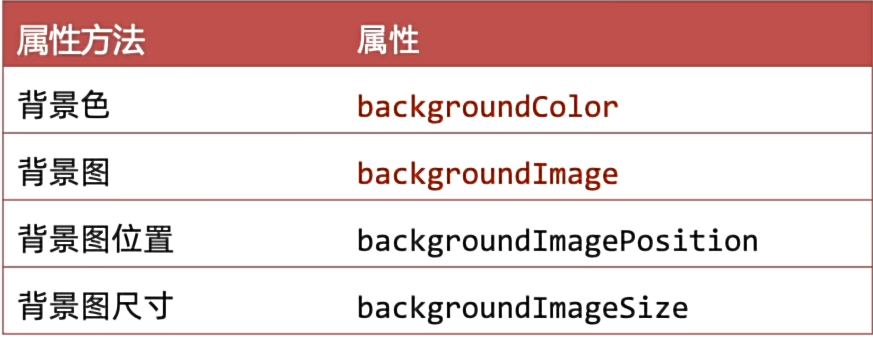 属性方法 属性
背景色 backgroundColor
背景图 backgroundImage
背景图位置 backgroundImagePosition
背景图尺寸 backgroundImageSize